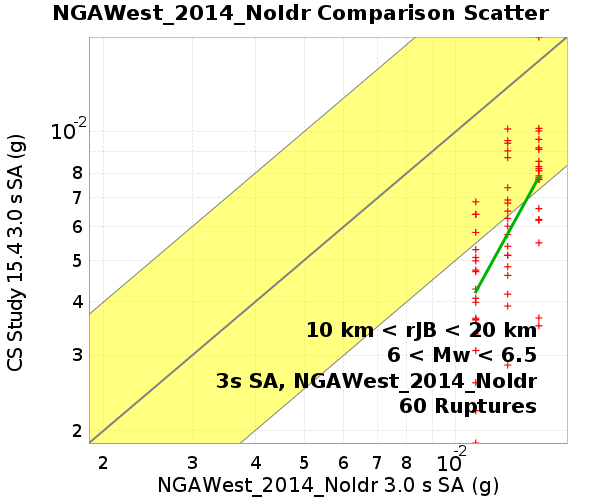 NGAWest_2014_NoIdr Comparison Scatter
CS Study 15.4 3.0 s SA (g)
10-2
8
7
6
5
4
3
2
10 km < rJB < 20 km
6 < Mw < 6.5
3s SA, NGAWest_2014_NoIdr
60 Ruptures
2 3 4 5 6 7 8 10-2
NGAWest_2014_NoIdr 3.0 s SA (g)